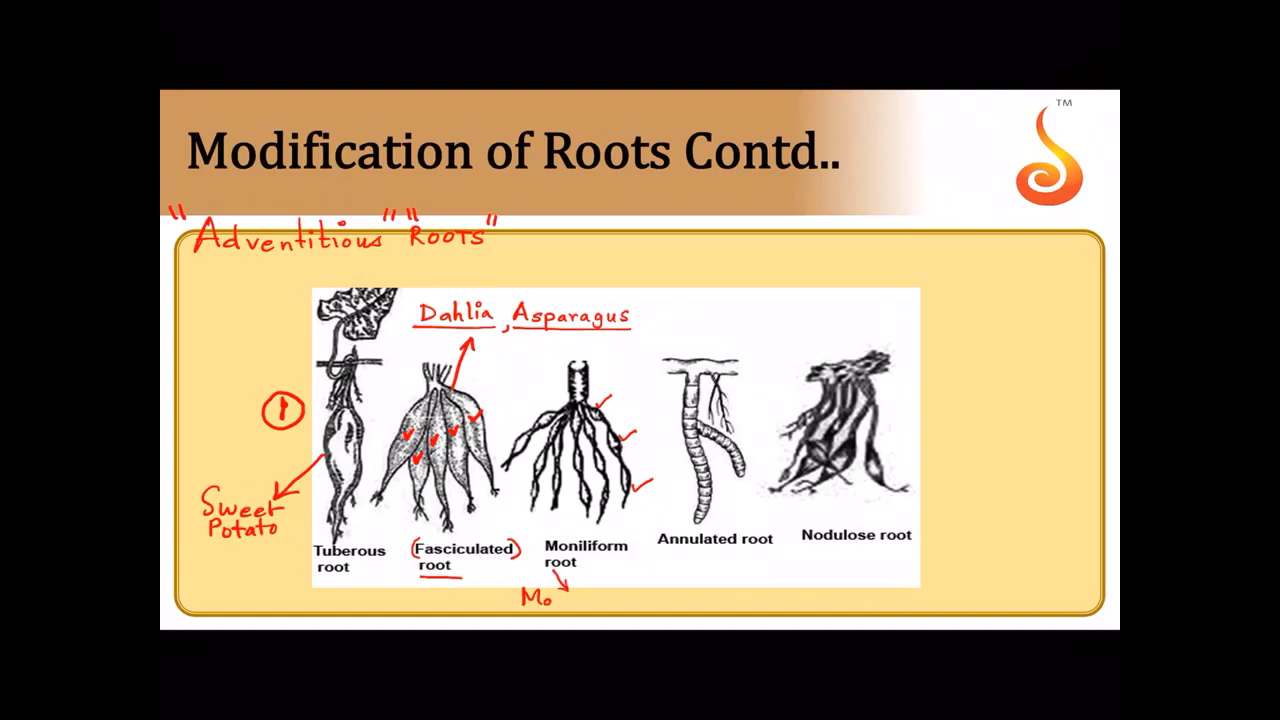 TM
Modification of Roots Contd..
"Adventitious" "ROOTS"
Dahlia, Asparagus
1
Sweet
Potato
Tuberous
root
(Fasciculated)
root
Moniliform
root
Annulated root
Nodulose root
Mo